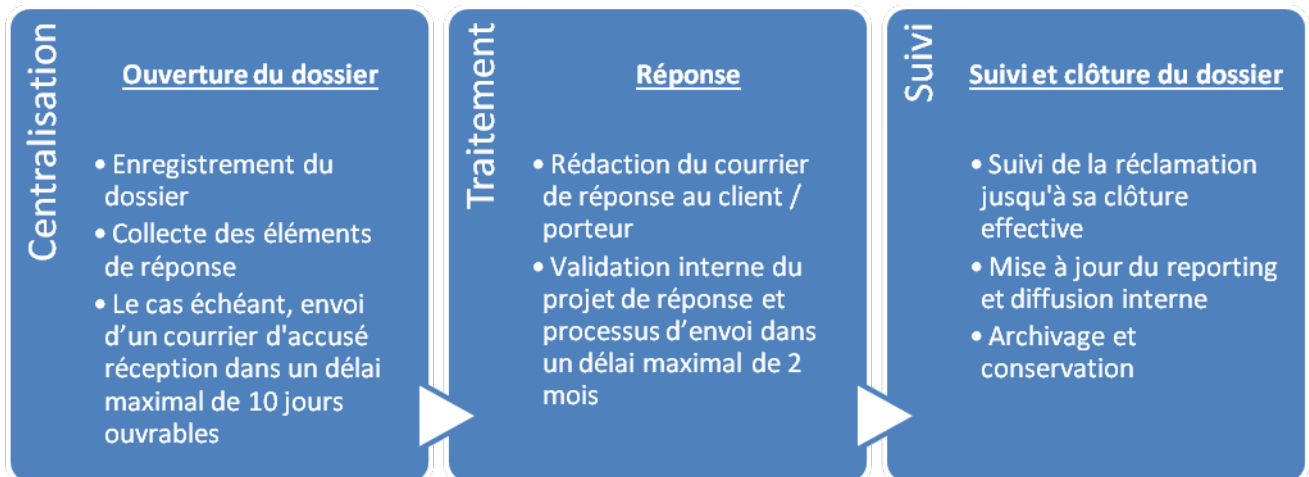 Centralisation
Ouverture du dossier
• Enregistrement du
dossier
• Collecte des éléments
de réponse
• Le cas échéant, envoi
d’un courrier d'accusé
réception dans un délai
maximal de 10 jours
ouvrables
Traitement
Réponse
• Rédaction du courrier
de réponse au client /
porteur
• Validation interne du
projet de réponse et
processus d’envoi dans
un délai maximal de 2
mois
Suivi
Suivi et clôture du dossier
• Suivi de la réclamation
jusqu'à sa clôture
effective
• Mise à jour du reporting
et diffusion interne
• Archivage et
conservation